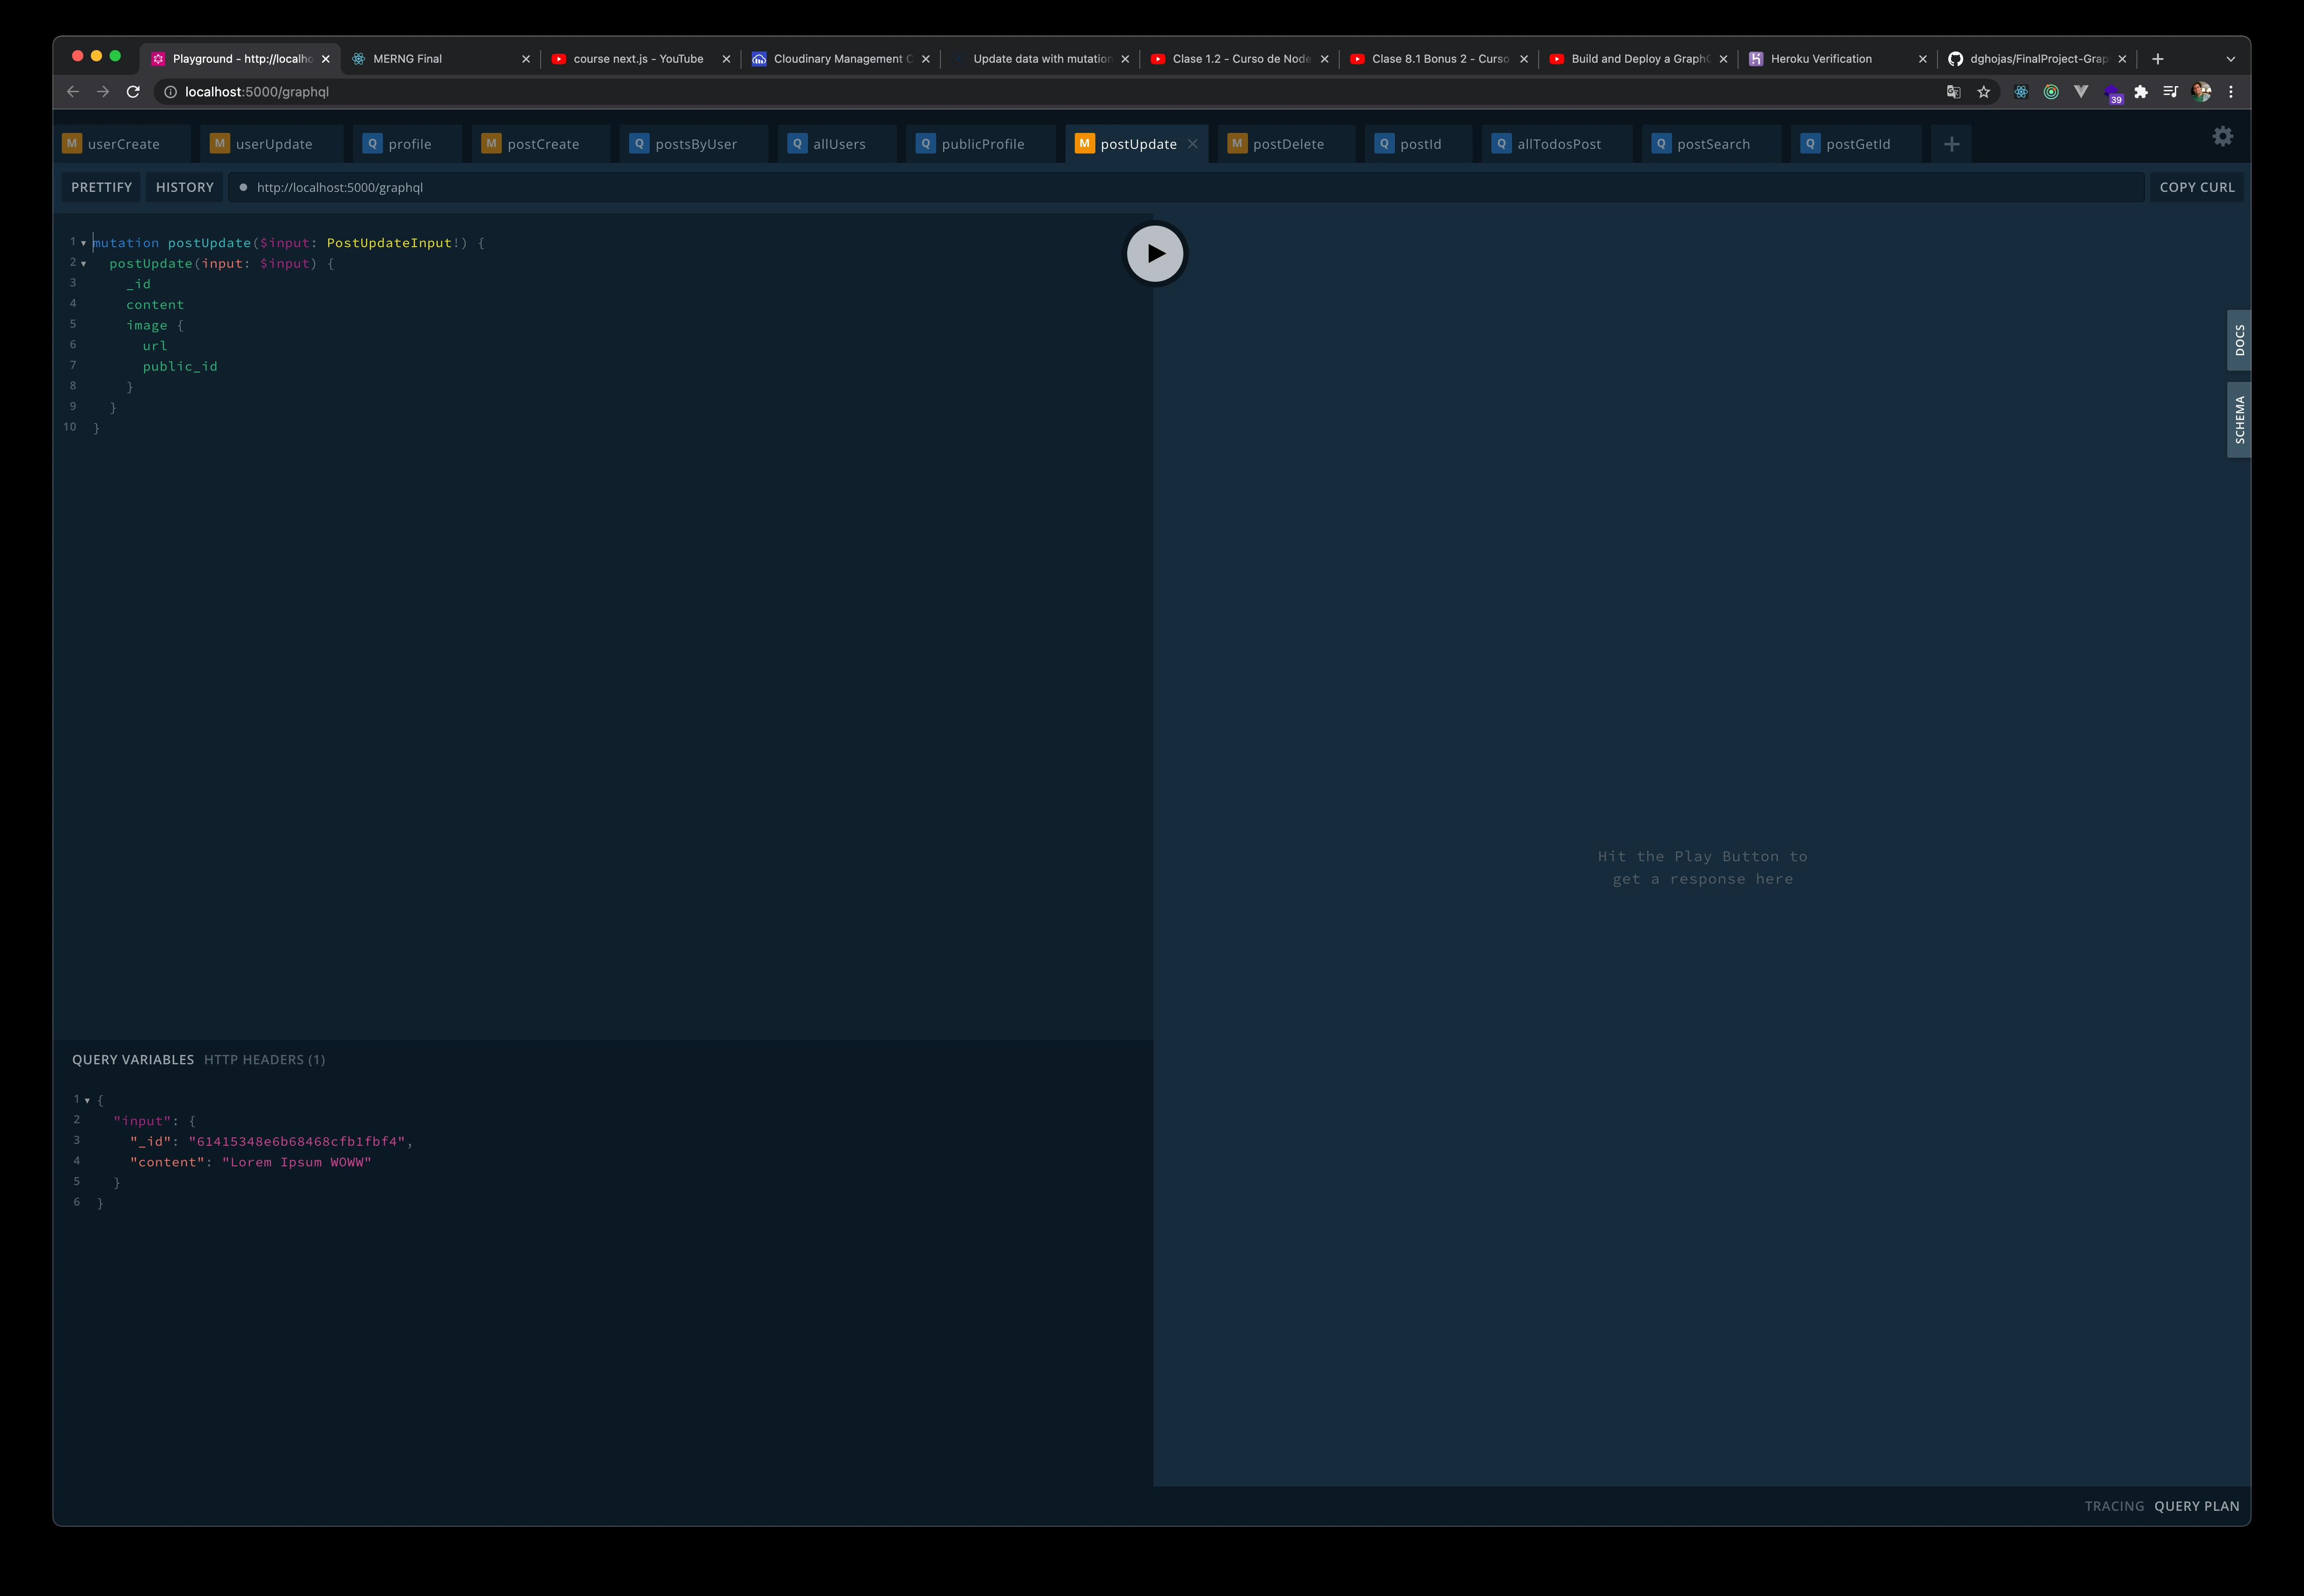 Playground - http://localho
MERNG Final
course next.js - YouTube
Cloudinary Management C
Update data with mutation
Clase 1.2 - Curso de Node
Clase 8.1 Bonus 2 - Curso
Build and Deploy a GraphQ
Heroku Verification
dghojas/FinalProject-Grap
localhost:5000/graphql
39
M userCreate
M userUpdate
Q profile
M postCreate
Q postsByUser
Q allUsers
Q publicProfile
M postUpdate
M postDelete
Q postId
Q allTodosPost
Q postSearch
Q postGetId
PRETTIFY
HISTORY
http://localhost:5000/graphql
COPY CURL
1 mutation postUpdate($input: PostUpdateInput!) {
2 postUpdate(input: $input) {
3 _id
4 content
5 image {
6 url
7 public_id
8 }
9 }
10 }
Hit the Play Button to
get a response here
DOCS
SCHEMA
QUERY VARIABLES HTTP HEADERS (1)
1 {
2 "input": {
3 "_id": "61415348e6b68468cfb1fbf4",
4 "content": "Lorem Ipsum WOWW"
5 }
6 }
TRACING QUERY PLAN